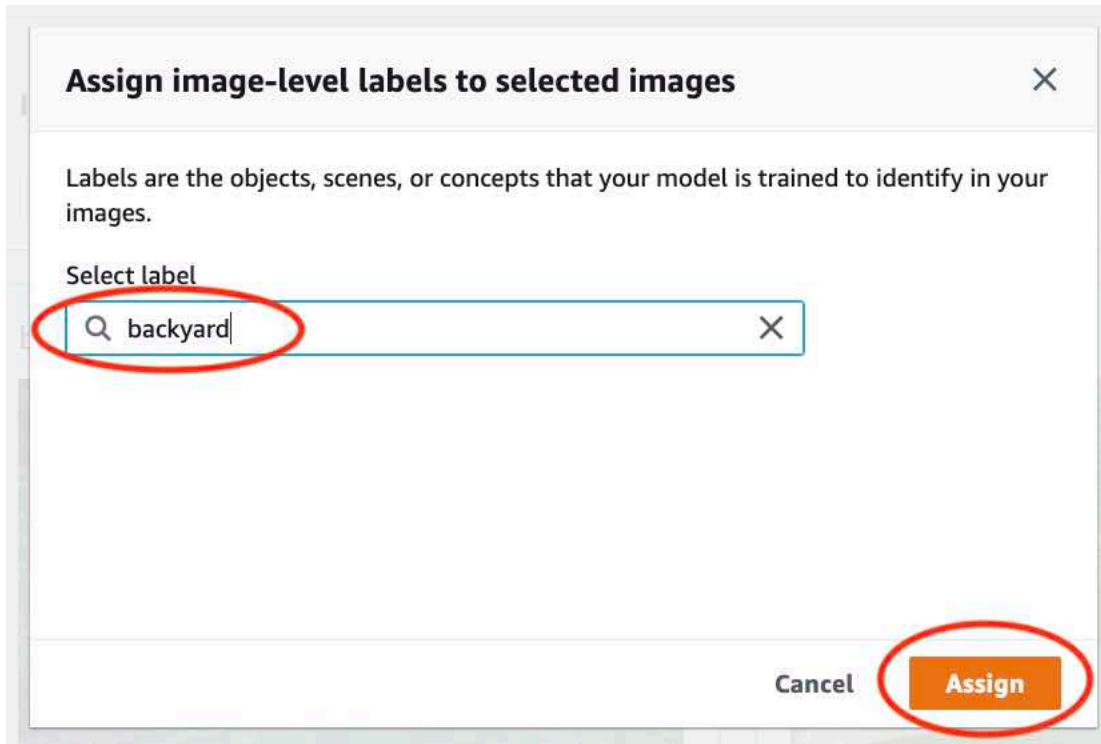 Assign image-level labels to selected images
Labels are the objects, scenes, or concepts that your model is trained to identify in your
images.
Select label
backyard
Cancel
Assign